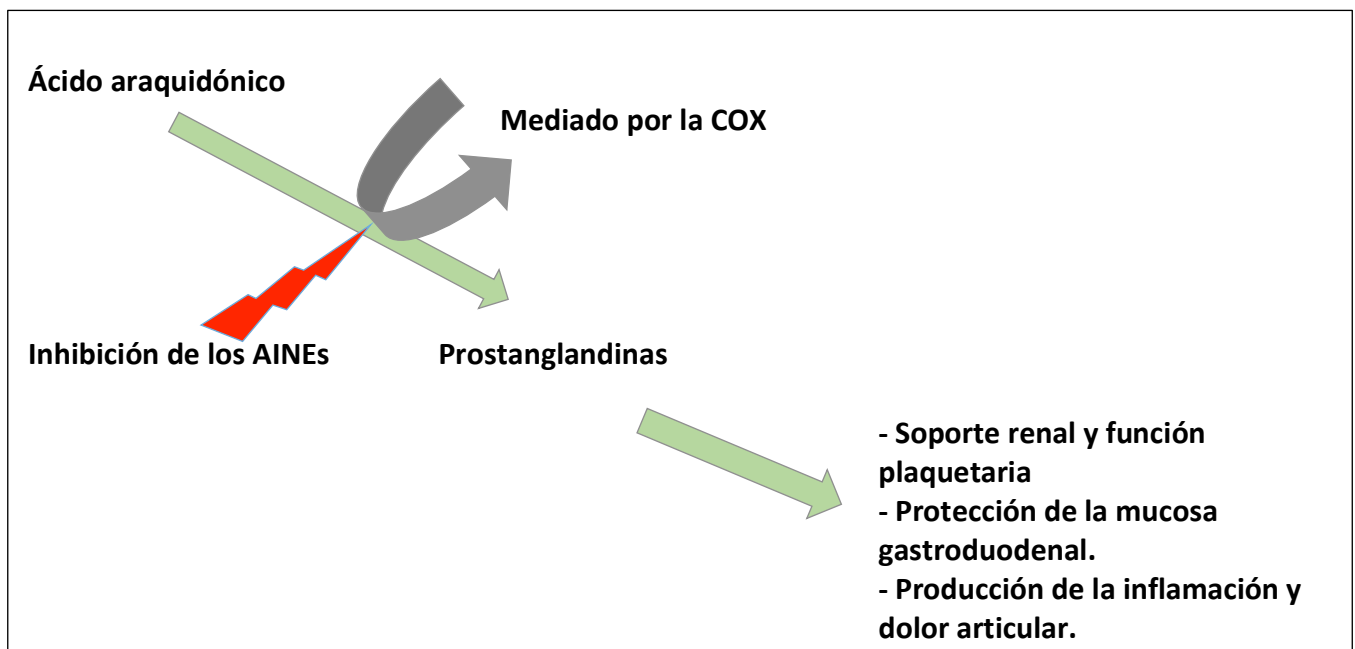 Ácido araquidónico
Mediado por la COX
Inhibición de los AINEs
Prostanglandinas
- Soporte renal y función
plaquetaria
- Protección de la mucosa
gastroduodenal.
- Producción de la inflamación y
dolor articular.